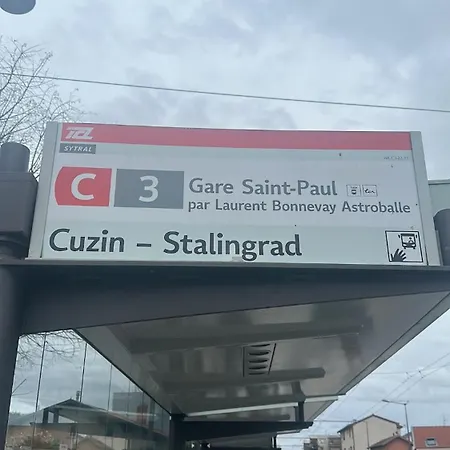 TCL
SYTRAL
C 3 Gare Saint-Paul
par Laurent Bonnevay Astroballe
Cuzin – Stalingrad